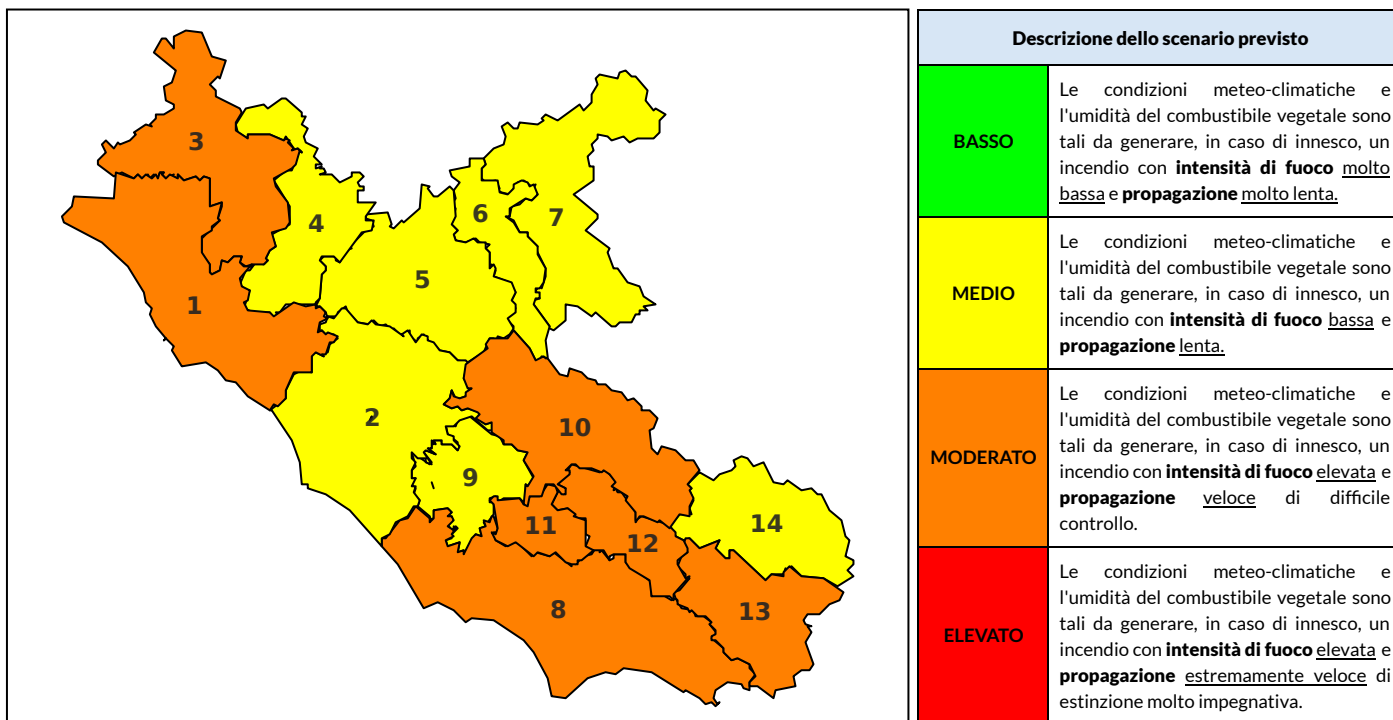 3
4
6
7
5
1
2
10
9
14
11
12
8
13
Descrizione dello scenario previsto
BASSO
Le condizioni meteo-climatiche e
l'umidità del combustibile vegetale sono
tali da generare, in caso di innesco, un
incendio con intensità di fuoco molto
bassa e propagazione molto lenta.
MEDIO
Le condizioni meteo-climatiche e
l'umidità del combustibile vegetale sono
tali da generare, in caso di innesco, un
incendio con intensità di fuoco bassa e
propagazione lenta.
MODERATO
Le condizioni meteo-climatiche e
l'umidità del combustibile vegetale sono
tali da generare, in caso di innesco, un
incendio con intensità di fuoco elevata e
propagazione veloce di difficile
controllo.
ELEVATO
Le condizioni meteo-climatiche e
l'umidità del combustibile vegetale sono
tali da generare, in caso di innesco, un
incendio con intensità di fuoco elevata e
propagazione estremamente veloce di
estinzione molto impegnativa.